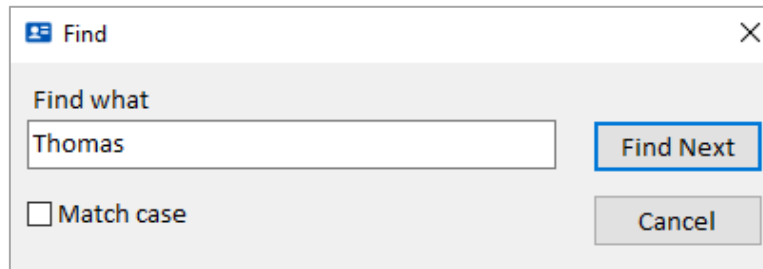 Find
Find what
Thomas
Find Next
Match case
Cancel